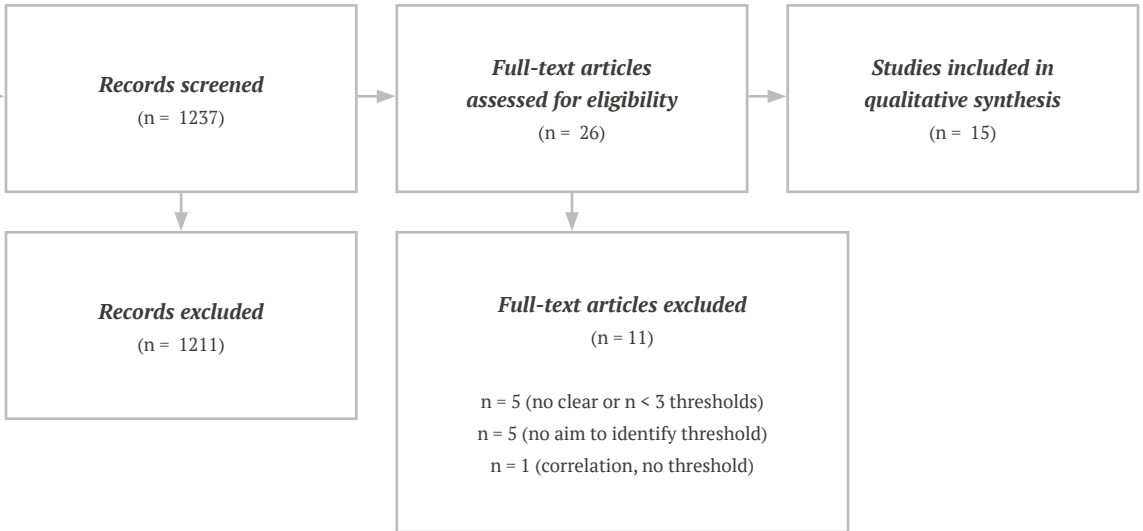 Records screened
(n = 1237)
Full-text articles
assessed for eligibility
(n = 26)
Studies included in
qualitative synthesis
(n = 15)
Records excluded
(n = 1211)
Full-text articles excluded
(n = 11)
n = 5 (no clear or n < 3 thresholds)
n = 5 (no aim to identify threshold)
n = 1 (correlation, no threshold)